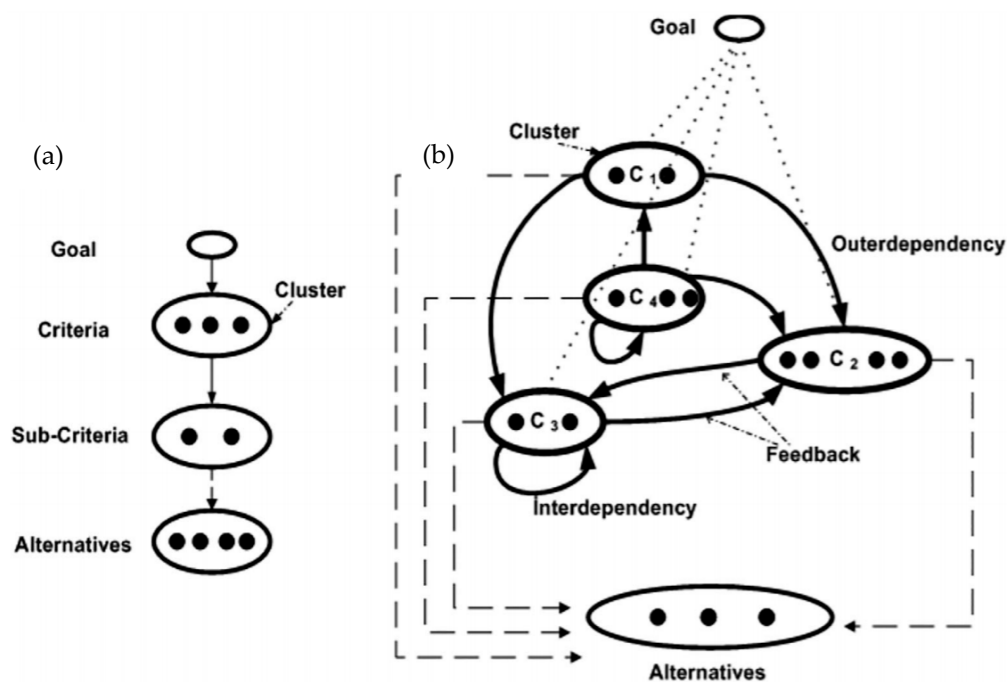 (a)
Goal
Criteria
Cluster
Sub-Criteria
Alternatives
(b)
Goal
Cluster
C 1
Outerdependency
C 4
C 2
C 3
Feedback
Interdependency
Alternatives